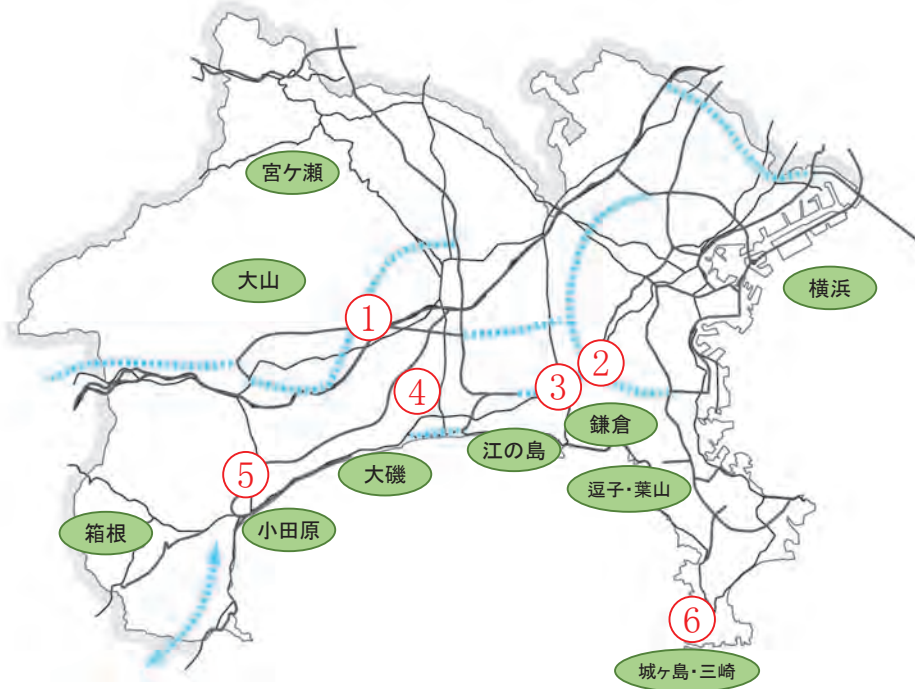 宮ケ瀬
大山
横浜
①
②
③
④
鎌倉
江の島
大磯
⑤
逗子・葉山
箱根
小田原
⑥
城ヶ島・三崎